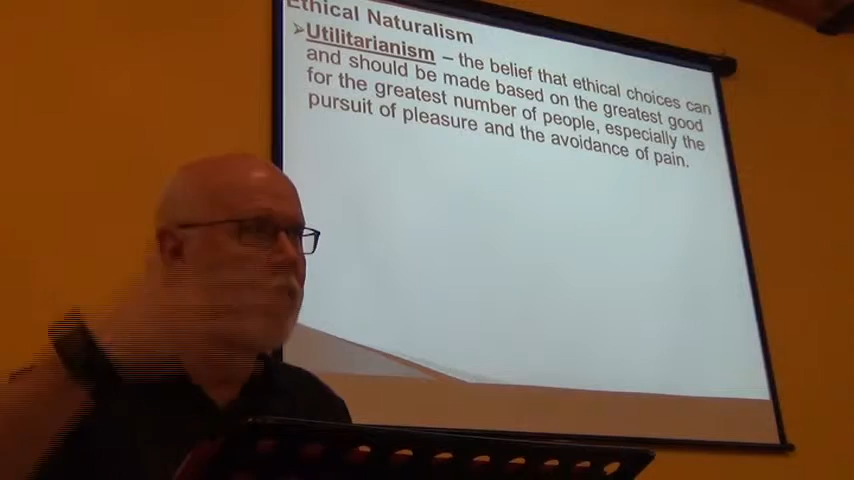 Ethical Naturalism
➢Utilitarianism – the belief that ethical choices can
and should be made based on the greatest good
for the greatest number of people, especially the
pursuit of pleasure and the avoidance of pain.